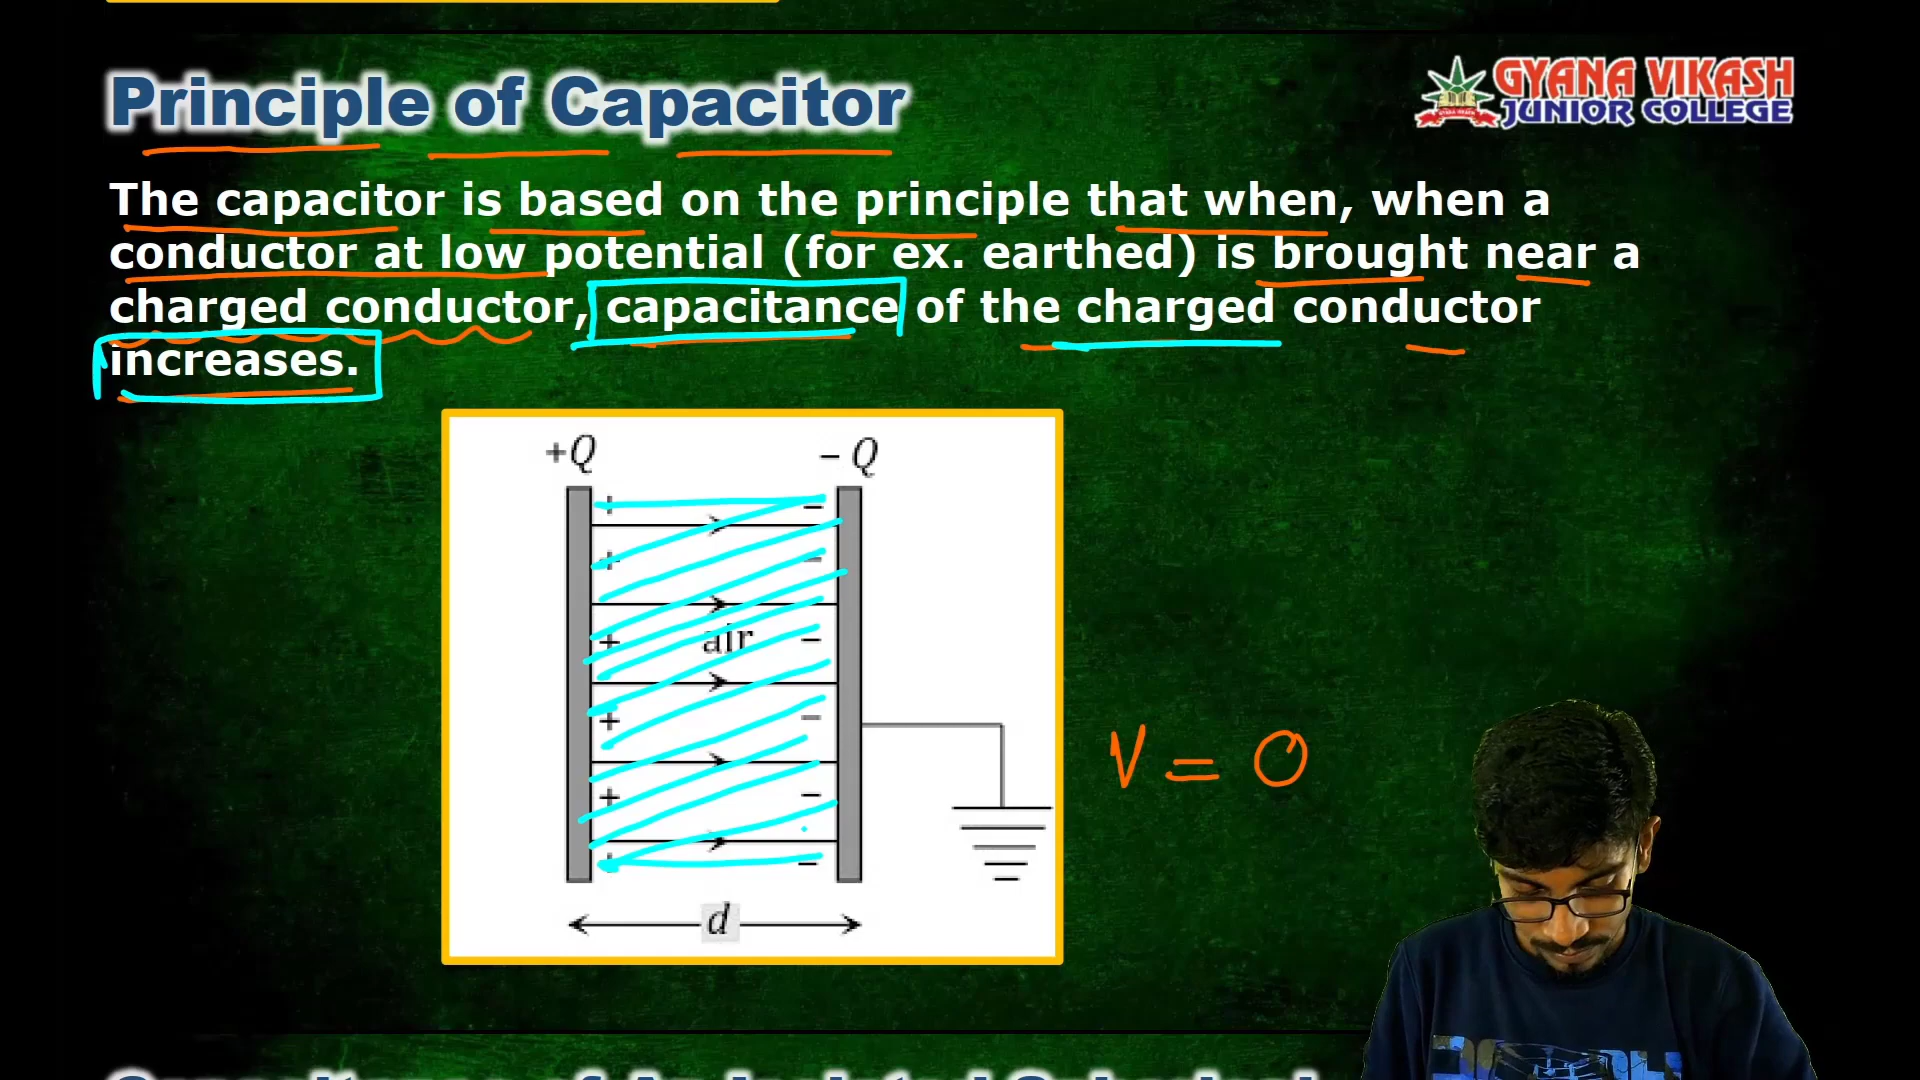 Principle of Capacitor
GYANA VIKASH
JUNIOR COLLEGE
The capacitor is based on the principle that when, when a
conductor at low potential (for ex. earthed) is brought near a
charged conductor, capacitance of the charged conductor
increases.
+Q
– Q
air
V = 0
d